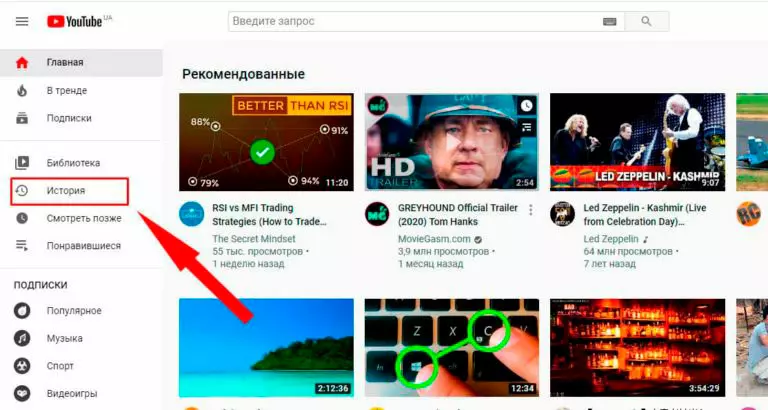 YouTube UA
Введите запрос
Главная
В тренде
Подписки
Библиотека
История
Смотреть позже
Понравившиеся
ПОДПИСКИ
Популярное
Музыка
Спорт
Видеоигры
Рекомендованные
BETTER THAN RSI
88%
91%
79%
94%
11:20
RSI vs MFI Trading
Strategies (How to Trade...
The Secret Mindset
55 тыс. просмотров •
1 неделю назад
MG
HD
TRAILER
2:54
MG
GREYHOUND Official Trailer
(2020) Tom Hanks
MovieGasm.com
3,9 млн просмотров •
1 месяц назад
LED ZEPPELIN - KASHMIR
9:07
Led Zeppelin - Kashmir (Live
from Celebration Day)...
Led Zeppelin
64 млн просмотров •
7 лет назад
RC
2:12:36
X
C
V
12:34
3:54:29